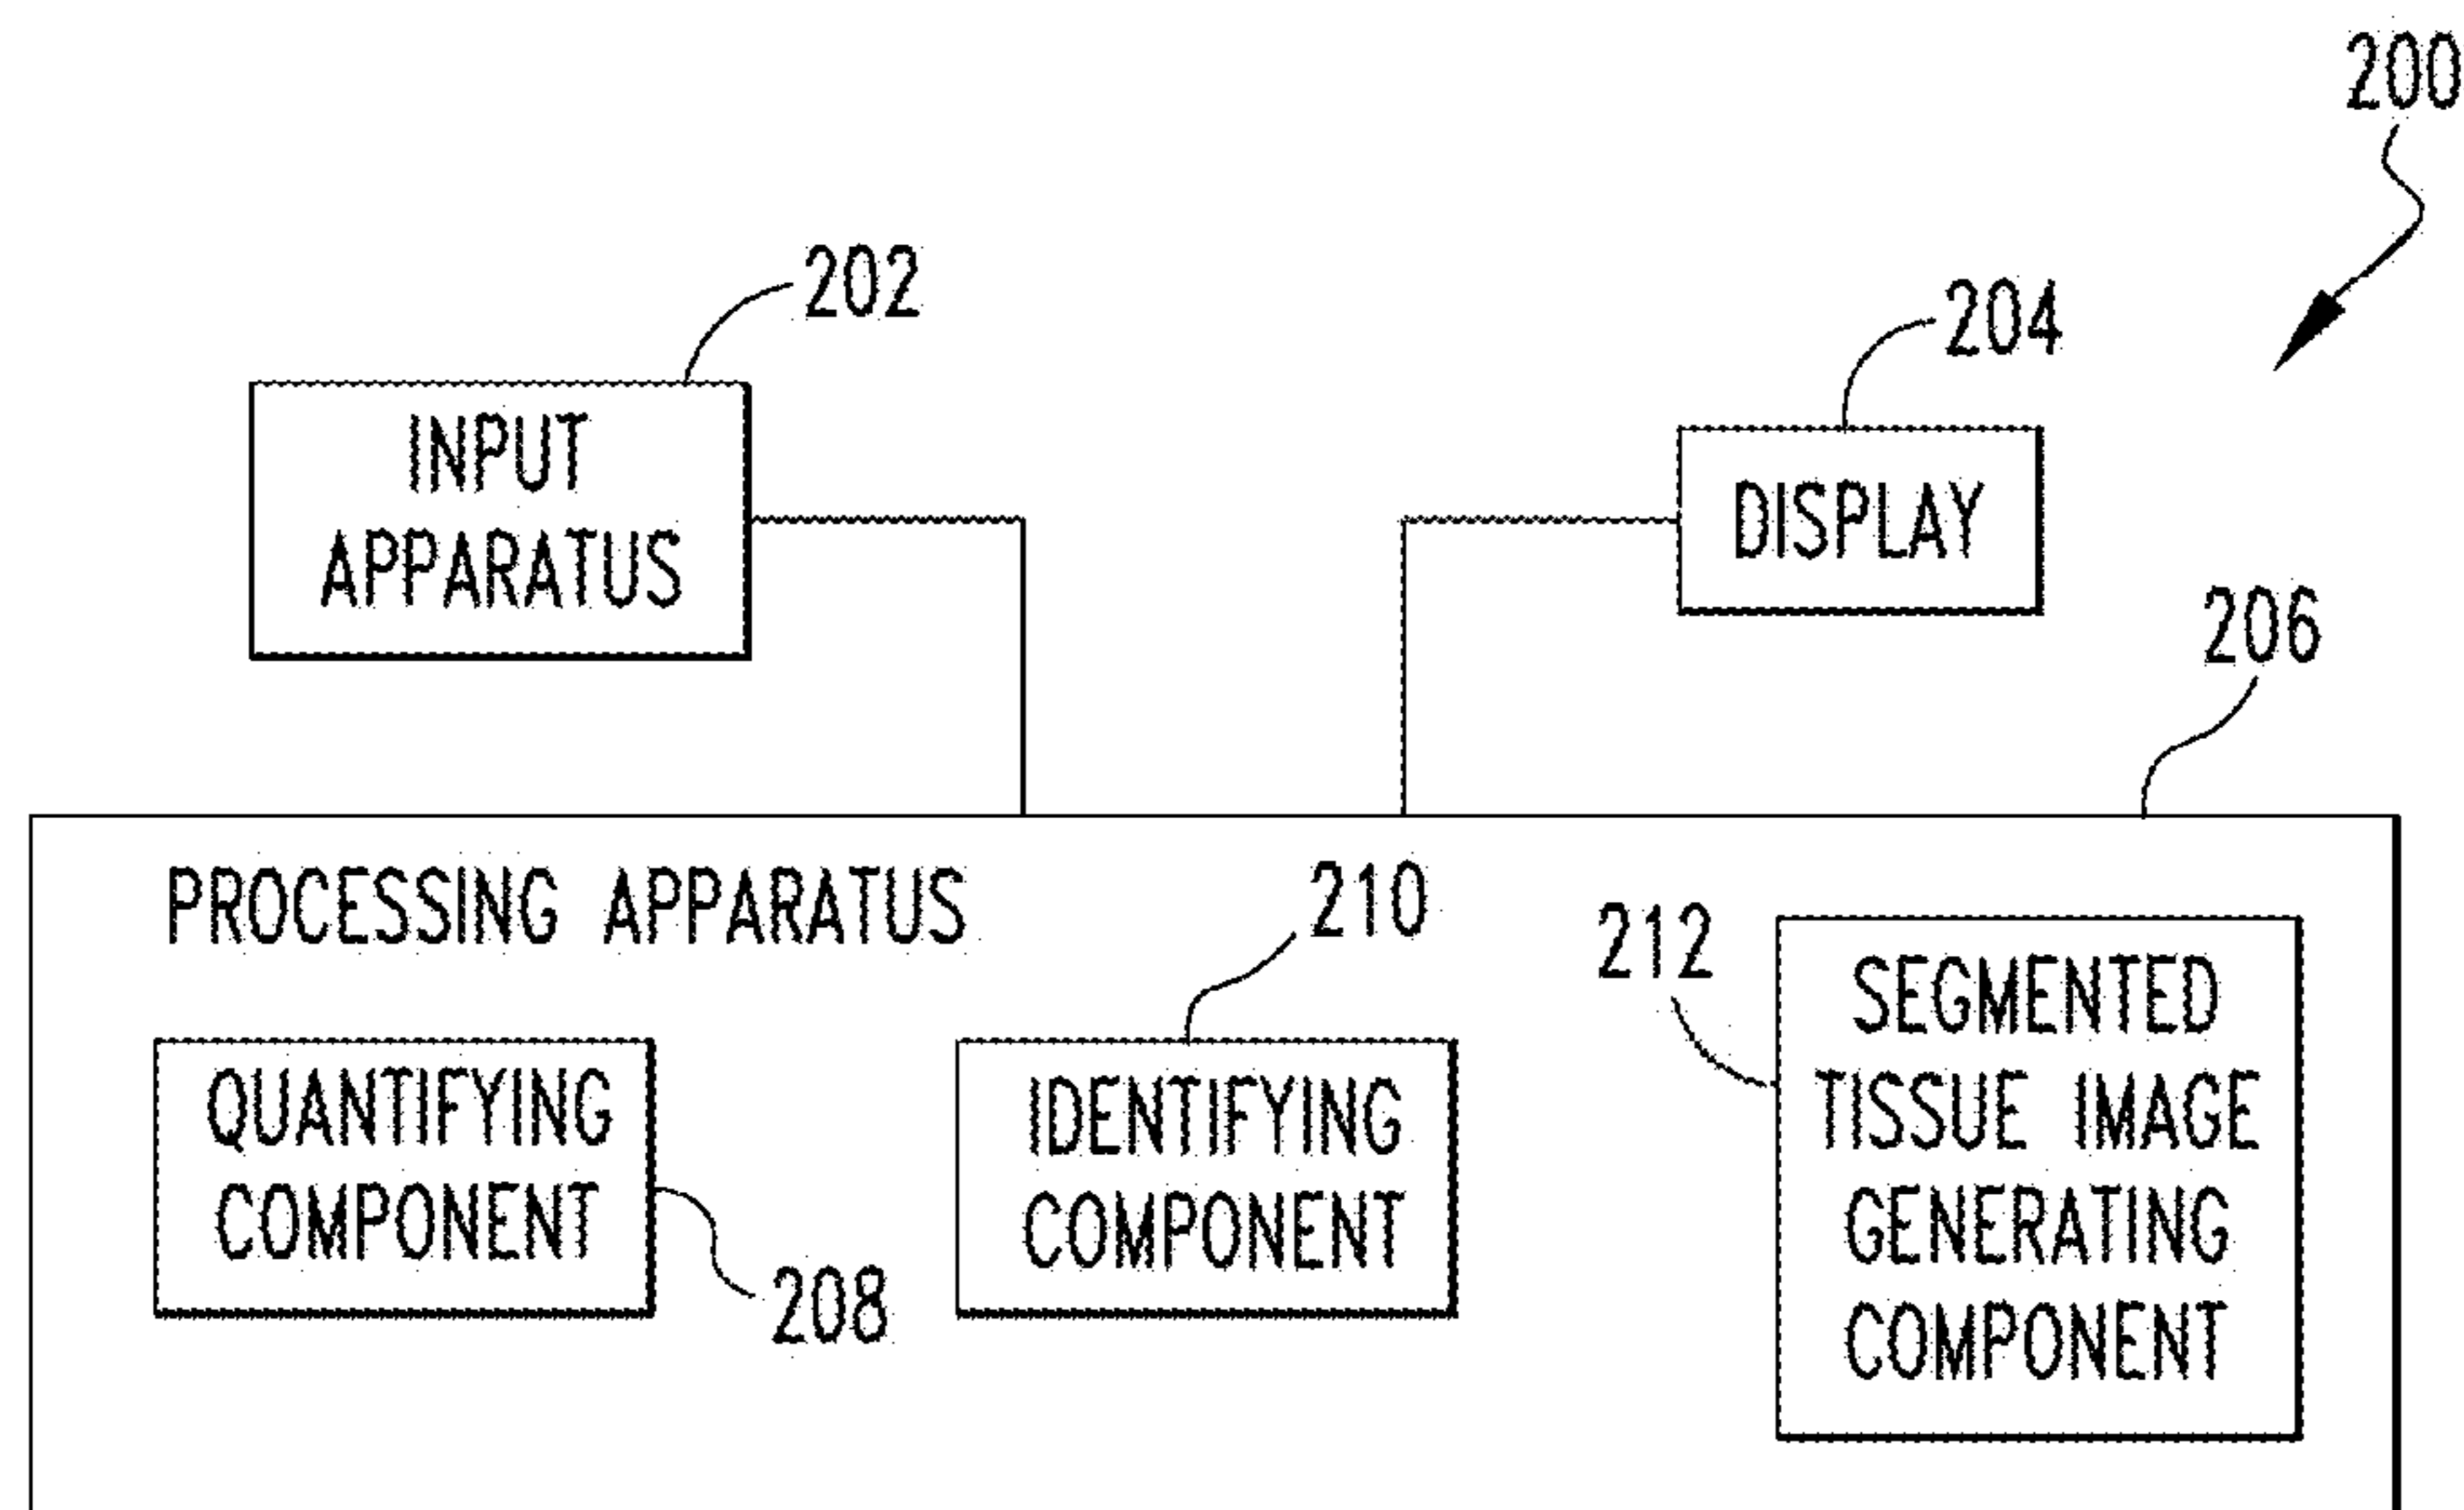 200
202
204
INPUT
APPARATUS
DISPLAY
206
PROCESSING APPARATUS
210
212
SEGMENTED
TISSUE IMAGE
GENERATING
COMPONENT
QUANTIFYING
COMPONENT
208
IDENTIFYING
COMPONENT